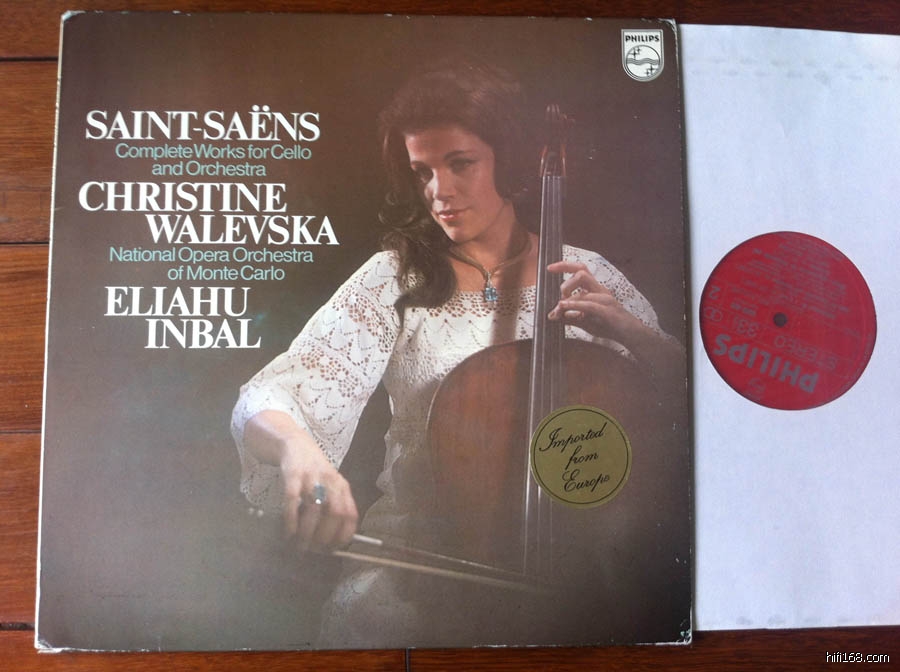 PHILIPS
SAINT-SAËNS
Complete Works for Cello
and Orchestra
CHRISTINE
WALEVSKA
National Opera Orchestra
of Monte Carlo
ELIAHU
INBAL
Imported
from
Europe
PHILIPS
STEREO
33
hifi168.com